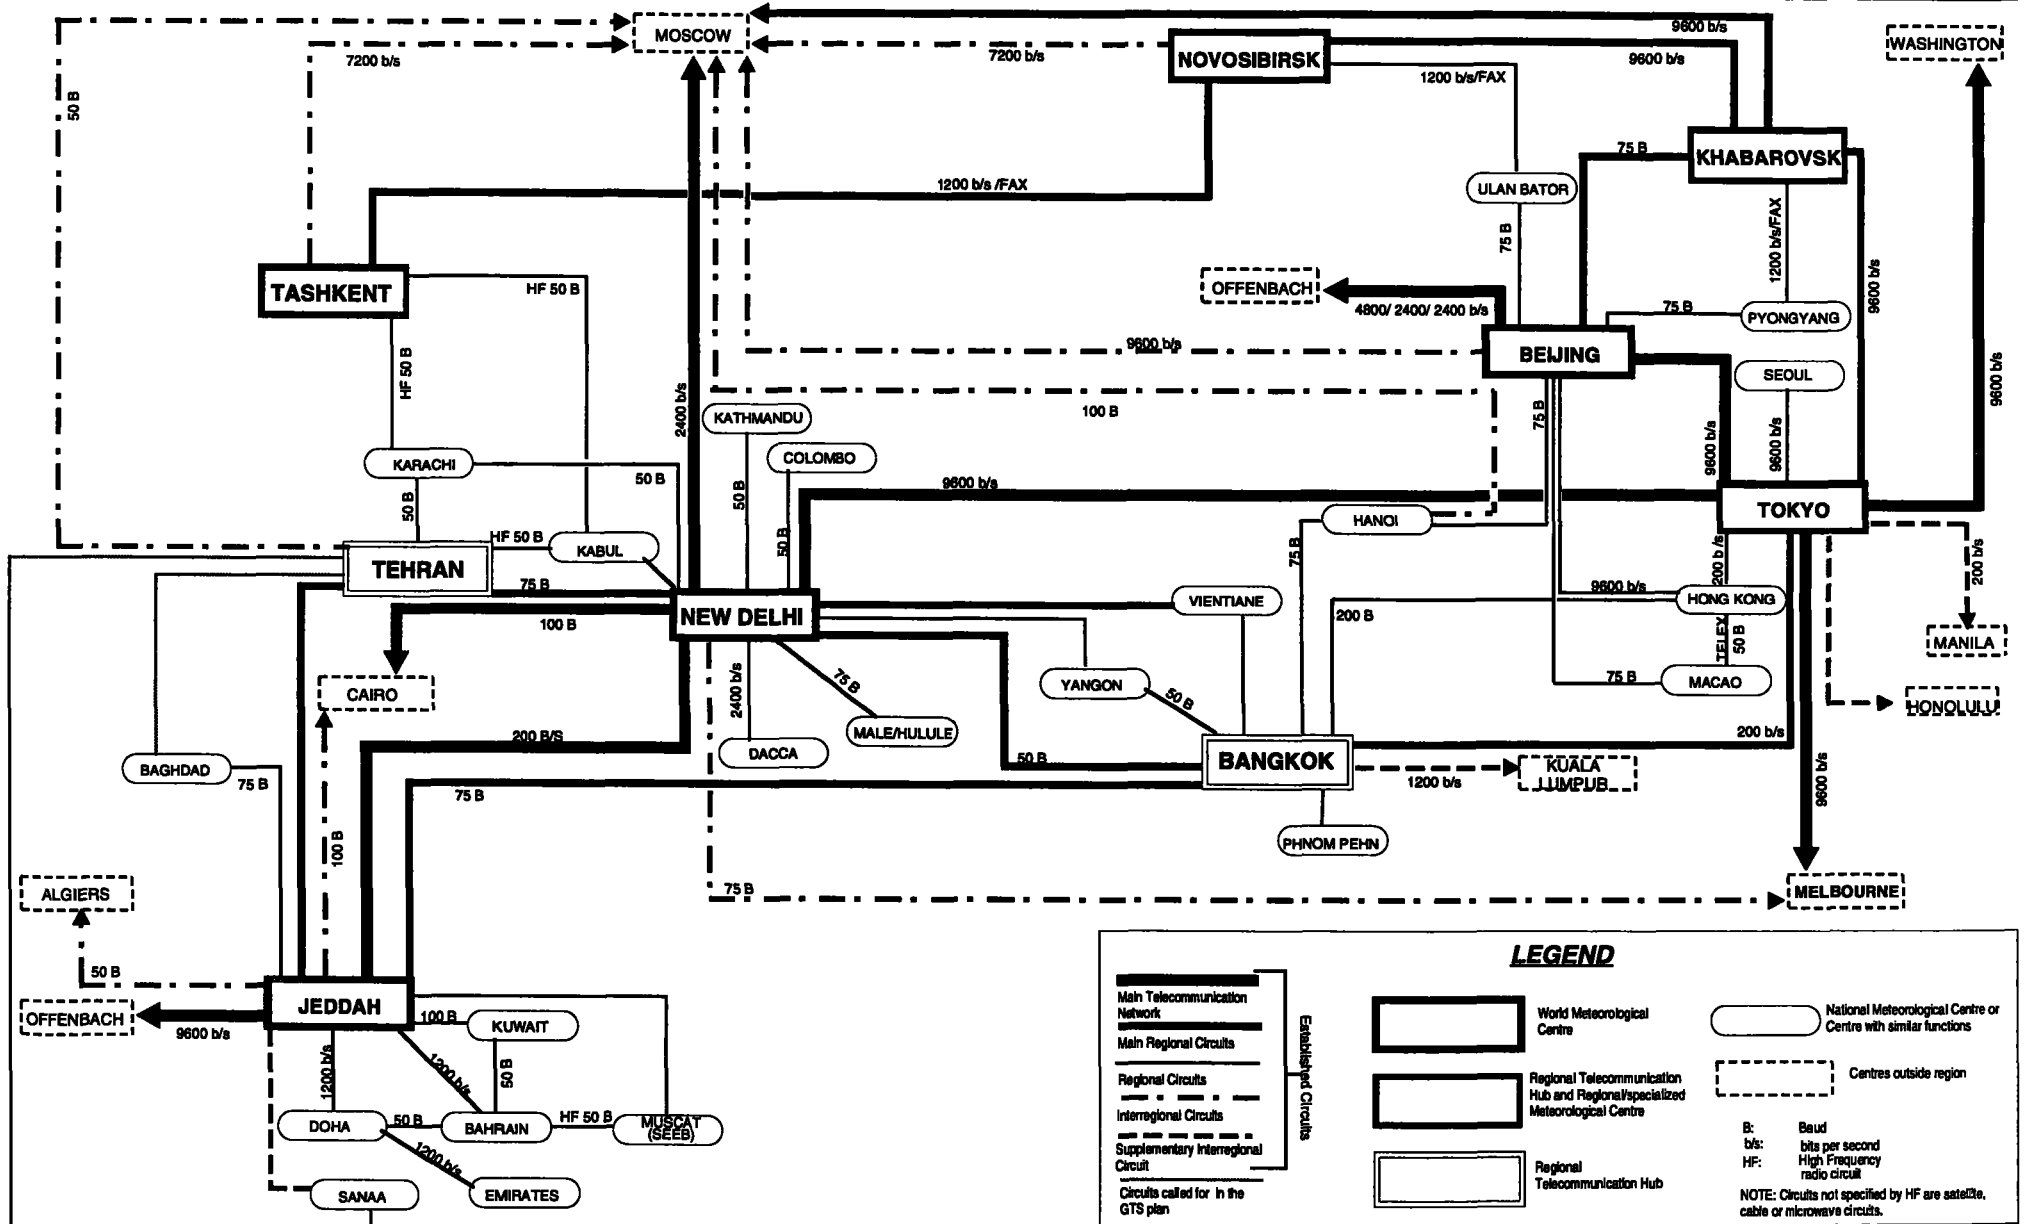 MOSCOW
9600 b/s
WASHINGTON
7200 b/s
7200 b/s
NOVOSIBIRSK
9600 b/s
1200 b/s/FAX
50 B
75 B
KHABAROVSK
1200 b/s /FAX
ULAN BATOR
1200 b/s/FAX
75 B
TASHKENT
HF 50 B
OFFENBACH
4800/ 2400/ 2400 b/s
75 B
PYONGYANG
9600 b/s
9600 b/s
BEIJING
HF 50 B
9600 b/s
SEOUL
9600 b/s
2400 b/s
KATHMANDU
100 B
75 B
9600 b/s
9600 b/s
KARACHI
50 B
COLOMBO
50 B
50 B
9600 b/s
50 B
HANOI
TOKYO
HF 50 B
KABUL
75 B
200 b/s
200 b/s
TEHRAN
75 B
NEW DELHI
VIENTIANE
9600 b/s
HONG KONG
200 B
100 B
TELEX
50 B
MANILA
CAIRO
2400 b/s
75 B
YANGON
50 B
75 B
MACAO
HONOLULU
200 B/S
MALE/HULULE
DACCA
200 b/s
BAGHDAD
75 B
75 B
50 B
BANGKOK
1200 b/s
KUALA
LUMPUR
9600 b/s
100 B
PHNOM PEHN
ALGIERS
75 B
MELBOURNE
50 B
JEDDAH
OFFENBACH
9600 b/s
100 B
KUWAIT
1200 b/s
1200 b/s
50 B
DOHA
50 B
BAHRAIN
HF 50 B
MUSCAT
(SEEB)
1200 b/s
SANAA
EMIRATES
LEGEND
Main Telecommunication
Network
Main Regional Circuits
Regional Circuits
Interregional Circuits
Supplementary Interregional
Circuit
Circuits called for in the
GTS plan
Established Circuits
World Meteorological
Centre
Regional Telecommunication
Hub and Regional/specialized
Meteorological Centre
Regional
Telecommunication Hub
National Meteorological Centre or
Centre with similar functions
Centres outside region
B: Baud
b/s: bits per second
HF: High Frequency
radio circuit
NOTE: Circuits not specified by HF are satellite,
cable or microwave circuits.